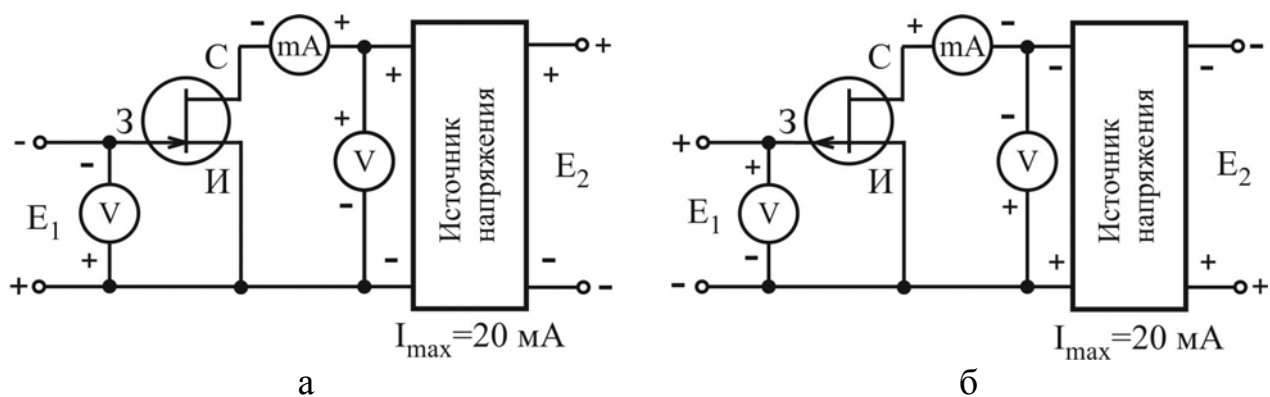 - mA +
С
+ +
З
- - + V Источник напряжения E₂
И
E₁ V -
+ - -
+ -
Iₘₐₓ=20 мА
а
+ mA -
С
- -
З
+ + - V Источник напряжения E₂
И
E₁ V +
- + +
- +
Iₘₐₓ=20 мА
б